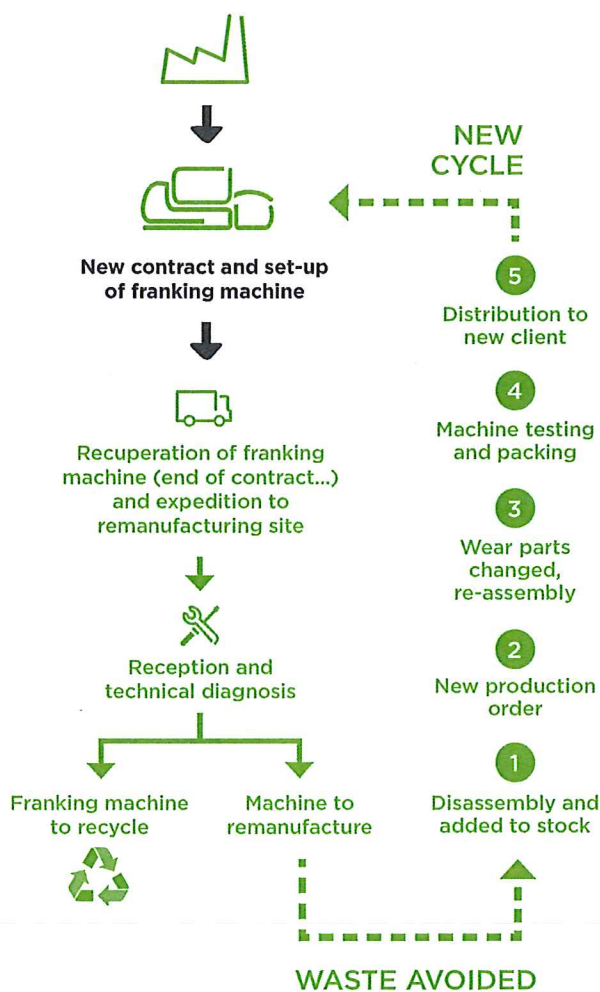 NEW
CYCLE
New contract and set-up
of franking machine
Recuperation of franking
machine (end of contract...)
and expedition to
remanufacturing site
Reception and
technical diagnosis
Franking machine
to recycle
Machine to
remanufacture
WASTE AVOIDED
1
Disassembly and
added to stock
2
New production
order
3
Wear parts
changed,
re-assembly
4
Machine testing
and packing
5
Distribution to
new client